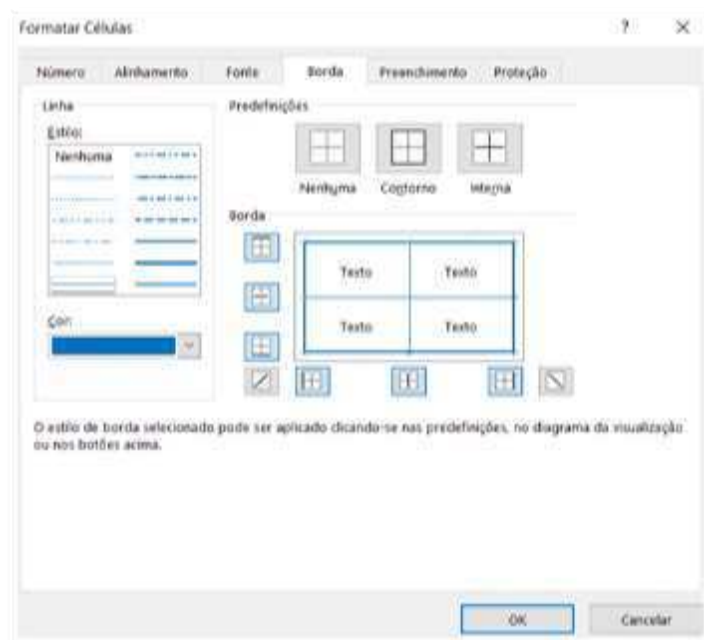 Formatar Células ? ×
Número Alinhamento Fonte Borda Preenchimento Proteção
Linha
Estilo:
Nenhuma
Cor:
Predefinições
Nenhuma Contorno Interna
Borda
Texto Texto
Texto Texto
O estilo de borda selecionado pode ser aplicado clicando-se nas predefinições, no diagrama da visualização
ou nos botões acima.
OK Cancelar